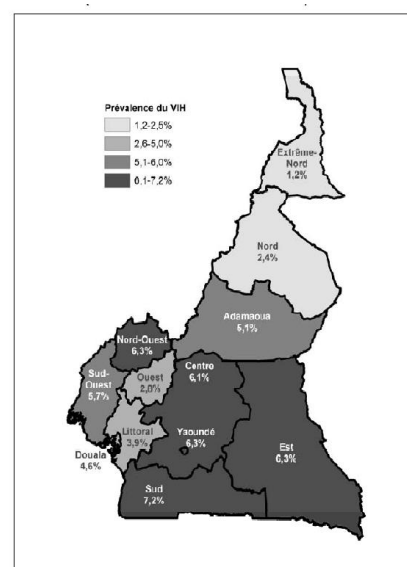 Prévalence du VIH
1,2-2,5%
2,6-5,0%
5,1-6,0%
6,1-7,2%
Extrême-
Nord
1,2%
Nord
2,4%
Adamaoua
5,1%
Nord-Ouest
6,3%
Sud-
Ouest
5,7%
Ouest
Centre
6,1%
Littoral
3,9%
Yaoundé
6,3%
Douala
4,6%
Est
6,3%
Sud
7,2%